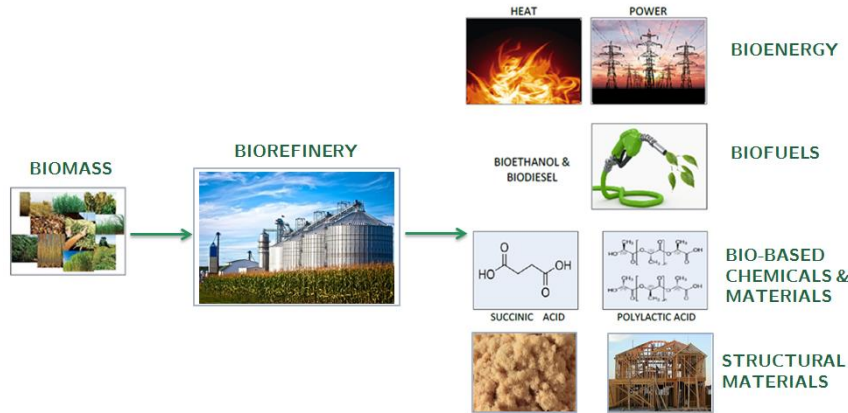 HEAT
POWER
BIOENERGY
BIOMASS
BIOREFINERY
BIOETHANOL &
BIODIESEL
BIOFUELS
HO
O
O
OH
SUCCINIC ACID
POLYLACTIC ACID
BIO-BASED
CHEMICALS &
MATERIALS
STRUCTURAL
MATERIALS